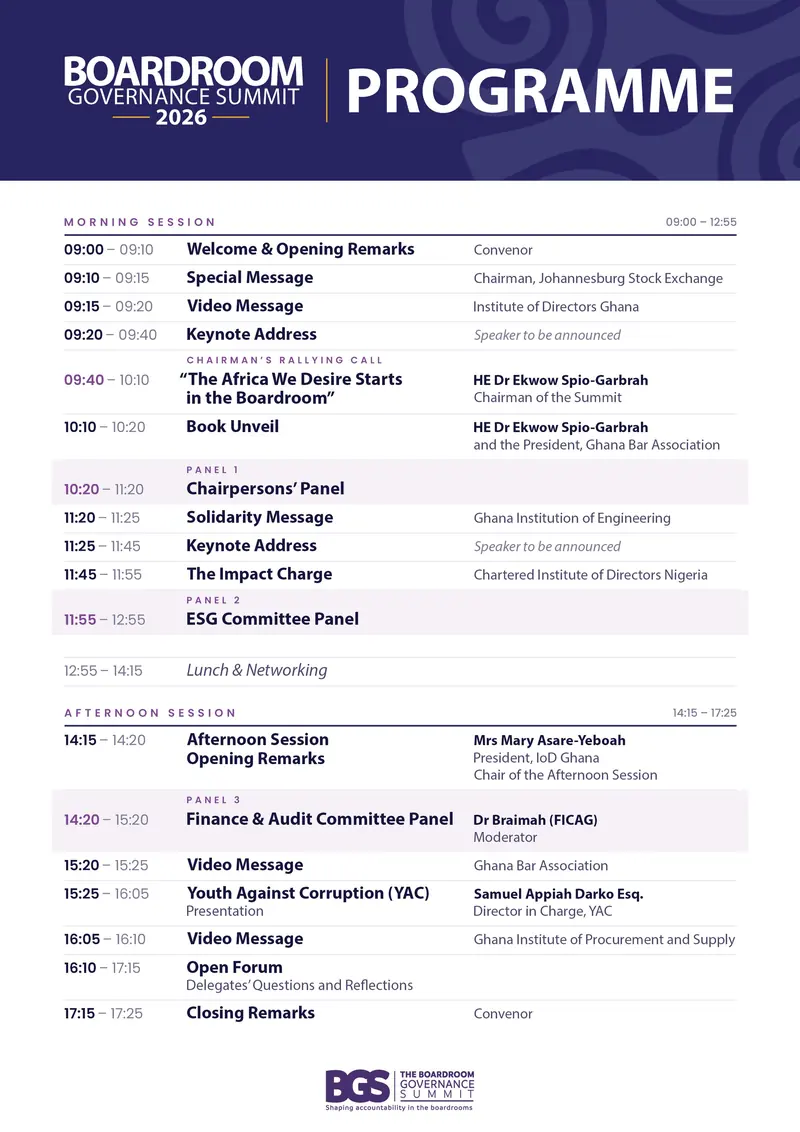 BOARDROOM
GOVERNANCE SUMMIT
2026
PROGRAMME
MORNING SESSION 09:00 – 12:55
09:00 – 09:10 Welcome & Opening Remarks Convenor
09:10 – 09:15 Special Message Chairman, Johannesburg Stock Exchange
09:15 – 09:20 Video Message Institute of Directors Ghana
09:20 – 09:40 Keynote Address Speaker to be announced
CHAIRMAN'S RALLYING CALL
09:40 – 10:10 “The Africa We Desire Starts HE Dr Ekwow Spio-Garbrah
in the Boardroom” Chairman of the Summit
10:10 – 10:20 Book Unveil HE Dr Ekwow Spio-Garbrah
and the President, Ghana Bar Association
PANEL 1
10:20 – 11:20 Chairpersons’ Panel
11:20 – 11:25 Solidarity Message Ghana Institution of Engineering
11:25 – 11:45 Keynote Address Speaker to be announced
11:45 – 11:55 The Impact Charge Chartered Institute of Directors Nigeria
PANEL 2
11:55 – 12:55 ESG Committee Panel
12:55 – 14:15 Lunch & Networking
AFTERNOON SESSION 14:15 – 17:25
14:15 – 14:20 Afternoon Session Mrs Mary Asare-Yeboah
Opening Remarks President, IoD Ghana
Chair of the Afternoon Session
PANEL 3
14:20 – 15:20 Finance & Audit Committee Panel Dr Braimah (FICAG)
Moderator
15:20 – 15:25 Video Message Ghana Bar Association
15:25 – 16:05 Youth Against Corruption (YAC) Samuel Appiah Darko Esq.
Presentation Director in Charge, YAC
16:05 – 16:10 Video Message Ghana Institute of Procurement and Supply
16:10 – 17:15 Open Forum
Delegates’ Questions and Reflections
17:15 – 17:25 Closing Remarks Convenor
BGS THE BOARDROOM
GOVERNANCE
SUMMIT
Shaping accountability in the boardrooms